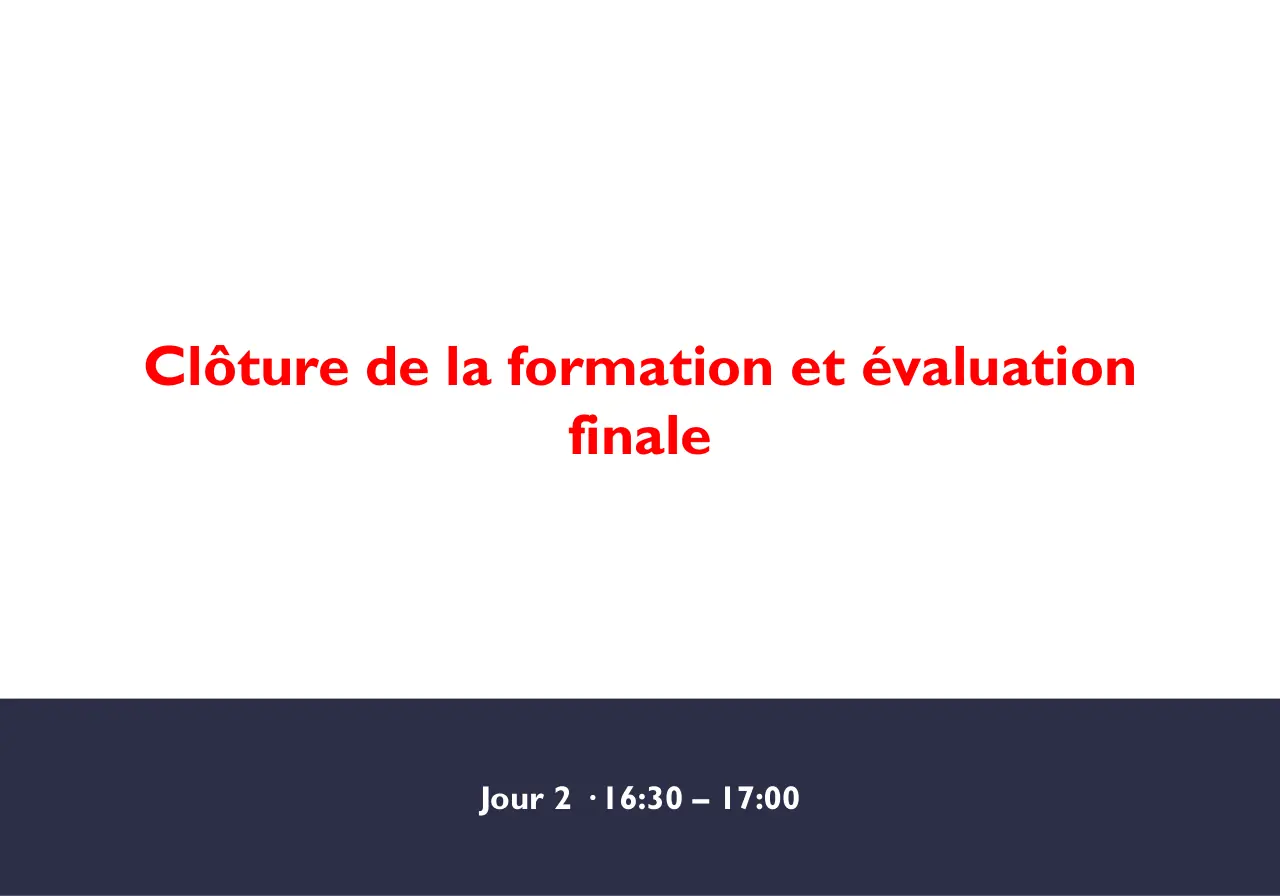 Clôture de la formation et évaluation
finale
Jour 2 · 16:30 – 17:00